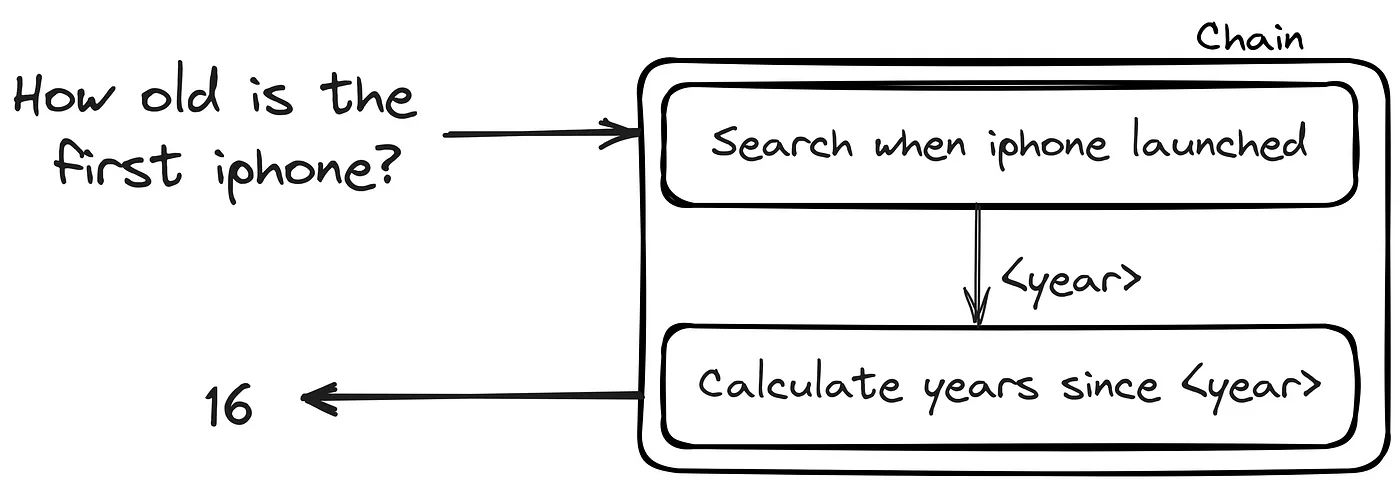 Chain
How old is the
first iphone?
Search when iphone launched
<year>
Calculate years since <year>
16